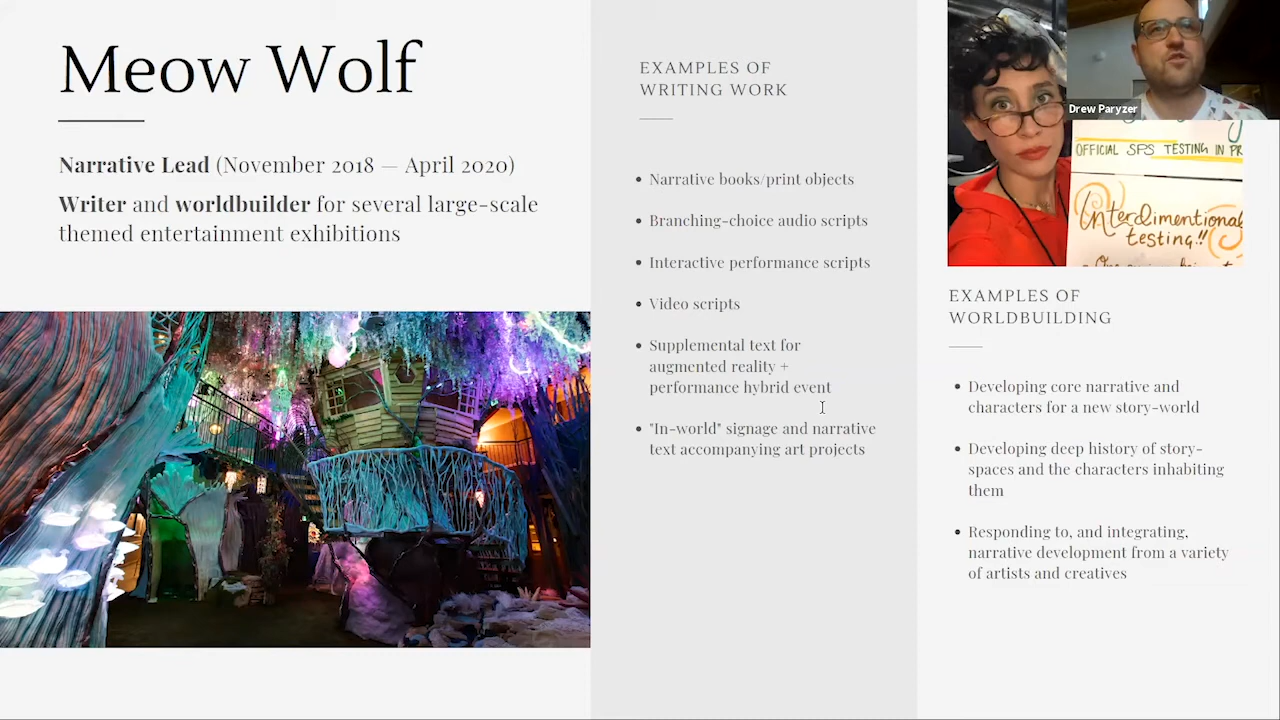 Meow Wolf
Narrative Lead (November 2018 — April 2020)
Writer and worldbuilder for several large-scale
themed entertainment exhibitions
EXAMPLES OF
WRITING WORK
• Narrative books/print objects
• Branching-choice audio scripts
• Interactive performance scripts
• Video scripts
• Supplemental text for
augmented reality +
performance hybrid event
• "In-world" signage and narrative
text accompanying art projects
Drew Paryzer
OFFICIAL SPS TESTING IN PR
Interdimentional
testing!!
EXAMPLES OF
WORLDBUILDING
• Developing core narrative and
characters for a new story-world
• Developing deep history of story-
spaces and the characters inhabiting
them
• Responding to, and integrating,
narrative development from a variety
of artists and creatives